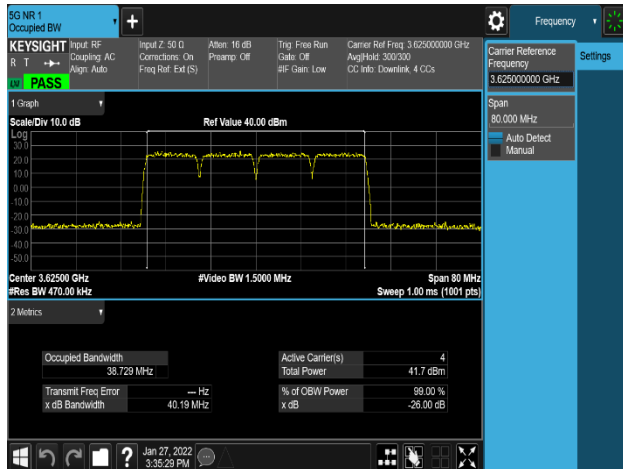 5G NR 1
Occupied BW
Frequency
KEYSIGHT
R T
PASS
Input: RF
Coupling: AC
Align: Auto
Input Z: 50 Ω
Corrections: On
Freq Ref: Ext (S)
Atten: 16 dB
Preamp: Off
Trig: Free Run
Gate: Off
#IF Gain: Low
Carrier Ref Freq: 3.625000000 GHz
Avg|Hold: 300/300
CC Info: Downlink, 4 CCs
Carrier Reference
Frequency
3.625000000 GHz
Span
80.000 MHz
Auto Detect
Manual
Settings
1 Graph
Scale/Div 10.0 dB
Ref Value 40.00 dBm
Log
30.0
20.0
10.0
0.00
-10.0
-20.0
-30.0
-40.0
-50.0
Center 3.62500 GHz
#Video BW 1.5000 MHz
Span 80 MHz
#Res BW 470.00 kHz
Sweep 1.00 ms (1001 pts)
2 Metrics
Occupied Bandwidth
38.729 MHz
Active Carrier(s) 4
Total Power 41.7 dBm
Transmit Freq Error --- Hz
x dB Bandwidth 40.19 MHz
% of OBW Power 99.00 %
x dB -26.00 dB
Jan 27, 2022
3:35:29 PM